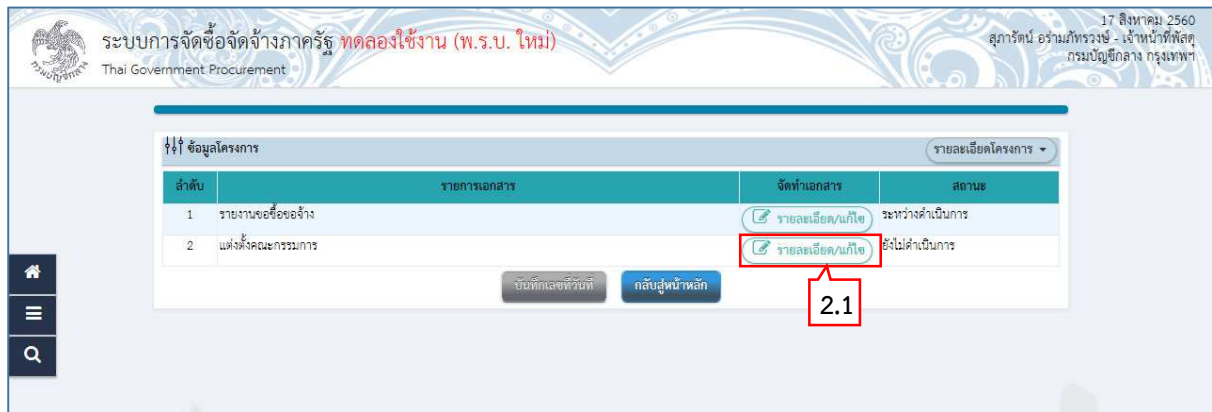 17 สิงหาคม 2560
ระบบการจัดซื้อจัดจ้างภาครัฐ ทดลองใช้งาน (พ.ร.บ. ใหม่)
สุภารัตน์ อร่ามภัทรวงษ์ - เจ้าหน้าที่พัสดุ
Thai Government Procurement
กรมบัญชีกลาง กรุงเทพฯ
ข้อมูลโครงการ รายละเอียดโครงการ
ลำดับ รายการเอกสาร จัดทำเอกสาร สถานะ
1 รายงานขอซื้อขอจ้าง รายละเอียด/แก้ไข ระหว่างดำเนินการ
2 แต่งตั้งคณะกรรมการ รายละเอียด/แก้ไข ยังไม่ดำเนินการ
บันทึกเลขที่วันที่ กลับสู่หน้าหลัก
2.1